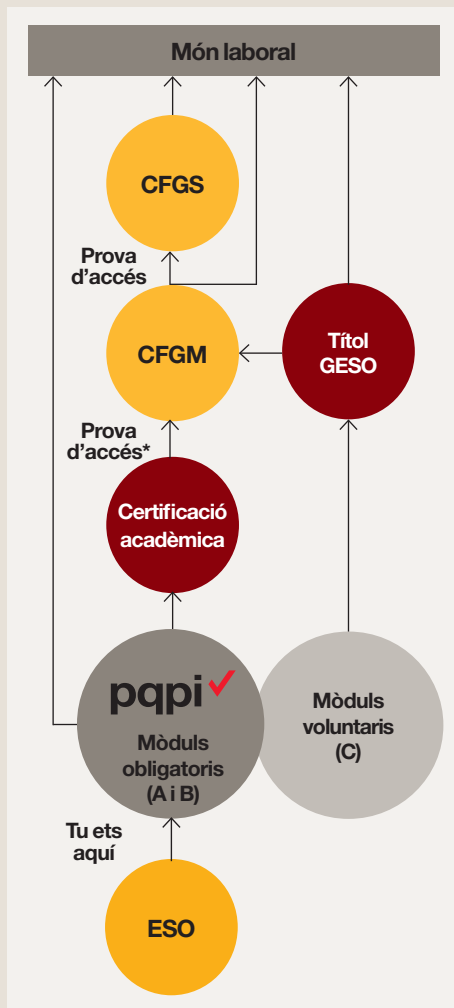 Món laboral
CFGS
Prova
d'accés
CFGM
Títol
GESO
Prova
d'accés*
Certificació
acadèmica
pqpi
Mòduls
obligatoris
(A i B)
Mòduls
voluntaris
(C)
Tu ets
aquí
ESO